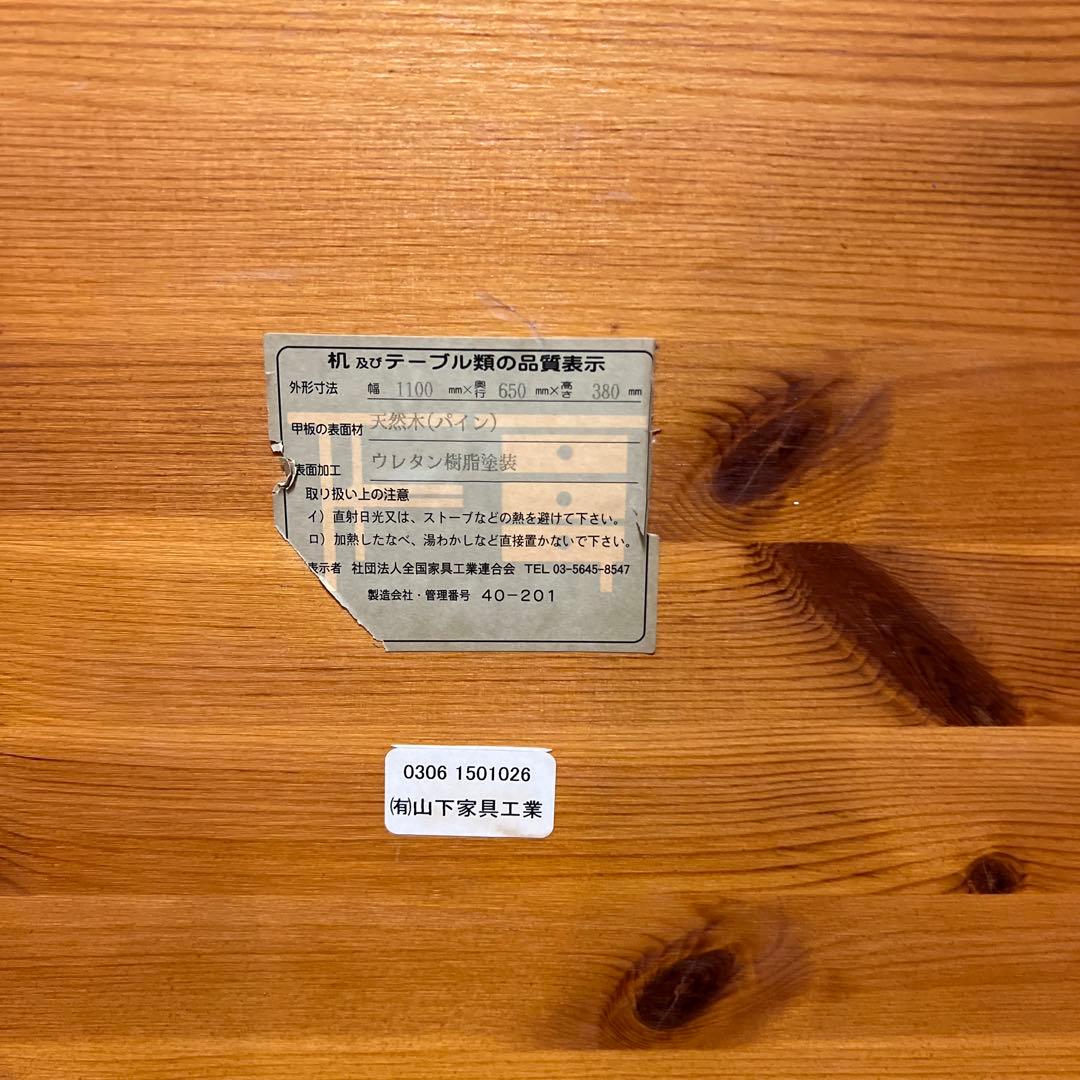 机及びテーブル類の品質表示
外形寸法 幅 1100 mm×奥行 650 mm×高さ 380 mm
甲板の表面材 天然木(パイン)
表面加工 ウレタン樹脂塗装
取り扱い上の注意
イ）直射日光又は、ストーブなどの熱を避けて下さい。
ロ）加熱したなべ、湯わかしなど直接置かないで下さい。
表示者 社団法人全国家具工業連合会 TEL 03-5645-8547
製造会社・管理番号 40-201
0306 1501026
㈲山下家具工業